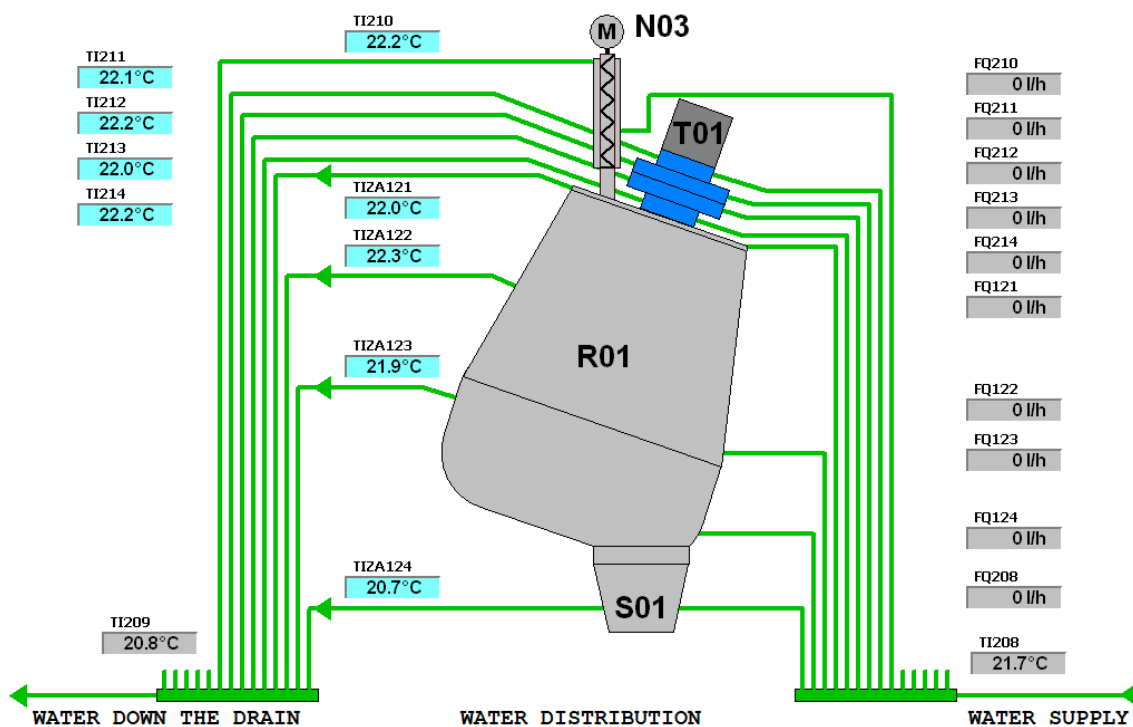 TI210
22.2°C
M
N03
TI211
22.1°C
TI212
22.2°C
TI213
22.0°C
TI214
22.2°C
TIZA121
22.0°C
TIZA122
22.3°C
TIZA123
21.9°C
TIZA124
20.7°C
TI209
20.8°C
T01
R01
S01
FQ210
0 l/h
FQ211
0 l/h
FQ212
0 l/h
FQ213
0 l/h
FQ214
0 l/h
FQ121
0 l/h
FQ122
0 l/h
FQ123
0 l/h
FQ124
0 l/h
FQ208
0 l/h
TI208
21.7°C
WATER DOWN THE DRAIN
WATER DISTRIBUTION
WATER SUPPLY